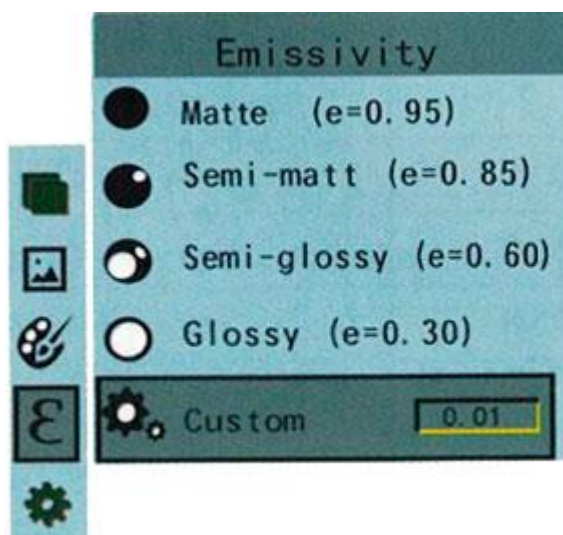 Emissivity
Matte (e=0. 95)
Semi-matt (e=0. 85)
Semi-glossy (e=0. 60)
Glossy (e=0. 30)
ε
Custom 0.01